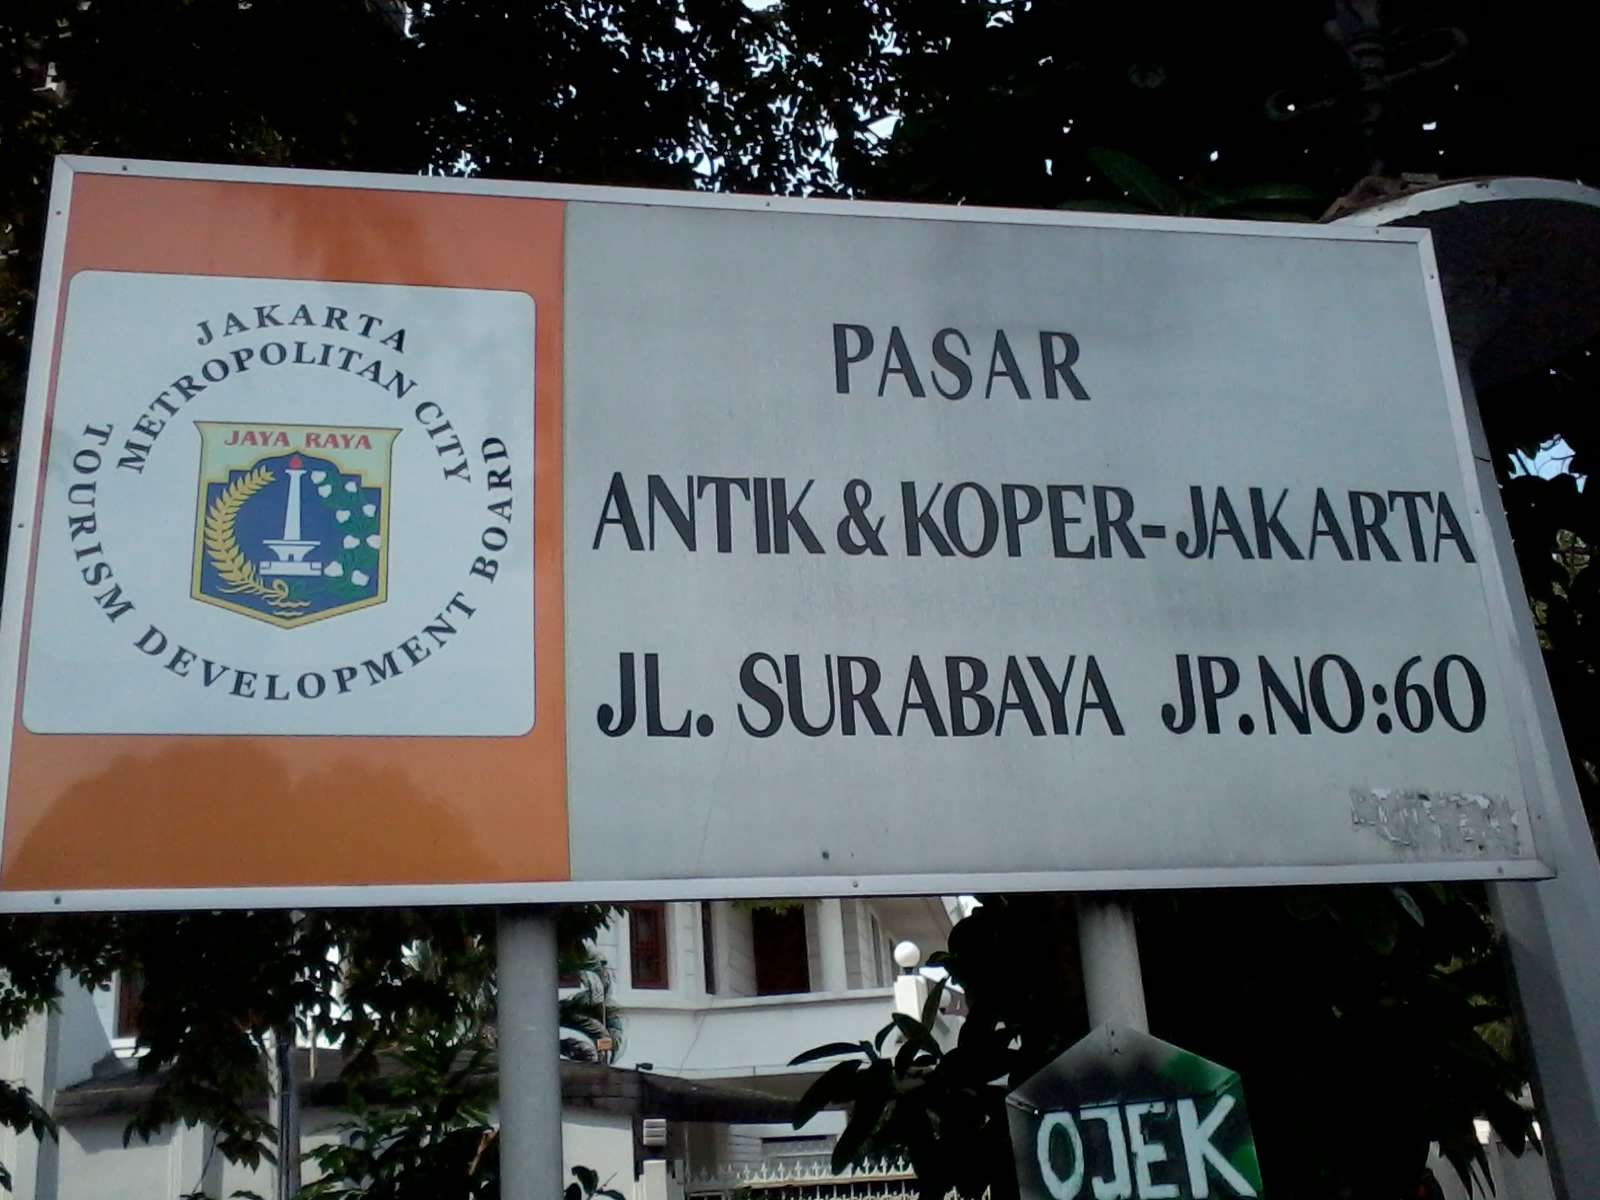 JAKARTA
METROPOLITAN CITY
JAYA RAYA
TOURISM DEVELOPMENT BOARD
PASAR
ANTIK & KOPER-JAKARTA
JL. SURABAYA JP.NO:60
OJEK